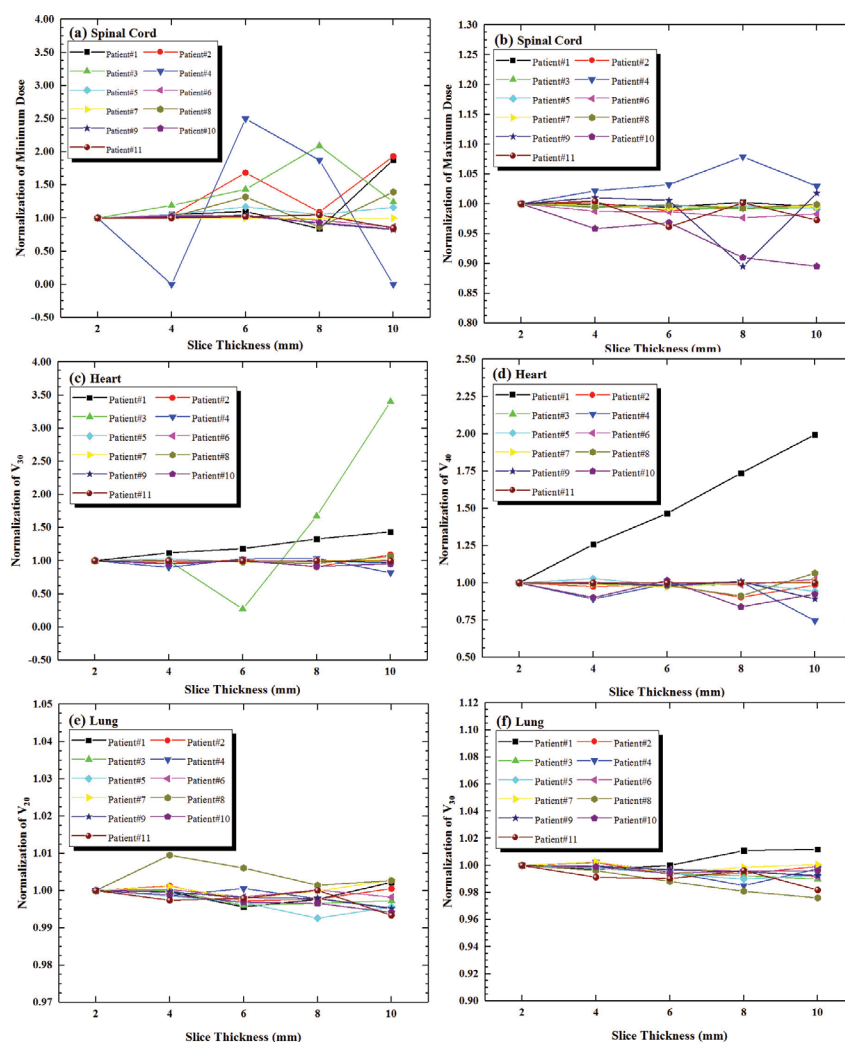 (a) Spinal Cord
Patient#1 Patient#2
Patient#3 Patient#4
Patient#5 Patient#6
Patient#7 Patient#8
Patient#9 Patient#10
Patient#11
Normalization of Minimum Dose
4.00
3.50
3.00
2.50
2.00
1.50
1.00
0.50
0.00
-0.50
2 4 6 8 10
Slice Thickness (mm)
(b) Spinal Cord
Patient#1 Patient#2
Patient#3 Patient#4
Patient#5 Patient#6
Patient#7 Patient#8
Patient#9 Patient#10
Patient#11
Normalization of Maximum Dose
1.30
1.25
1.20
1.15
1.10
1.05
1.00
0.95
0.90
0.85
0.80
2 4 6 8 10
Slice Thickness (mm)
(c) Heart
Patient#1 Patient#2
Patient#3 Patient#4
Patient#5 Patient#6
Patient#7 Patient#8
Patient#9 Patient#10
Patient#11
Normalization of V30
4.00
3.50
3.00
2.50
2.00
1.50
1.00
0.50
0.00
-0.50
2 4 6 8 10
Slice Thickness (mm)
(d) Heart
Patient#1 Patient#2
Patient#3 Patient#4
Patient#5 Patient#6
Patient#7 Patient#8
Patient#9 Patient#10
Patient#11
Normalization of V40
2.50
2.25
2.00
1.75
1.50
1.25
1.00
0.75
0.50
2 4 6 8 10
Slice Thickness (mm)
(e) Lung
Patient#1 Patient#2
Patient#3 Patient#4
Patient#5 Patient#6
Patient#7 Patient#8
Patient#9 Patient#10
Patient#11
Normalization of V20
1.05
1.04
1.03
1.02
1.01
1.00
0.99
0.98
0.97
2 4 6 8 10
Slice Thickness (mm)
(f) Lung
Patient#1 Patient#2
Patient#3 Patient#4
Patient#5 Patient#6
Patient#7 Patient#8
Patient#9 Patient#10
Patient#11
Normalization of V30
1.12
1.10
1.08
1.06
1.04
1.02
1.00
0.98
0.96
0.94
0.92
0.90
2 4 6 8 10
Slice Thickness (mm)